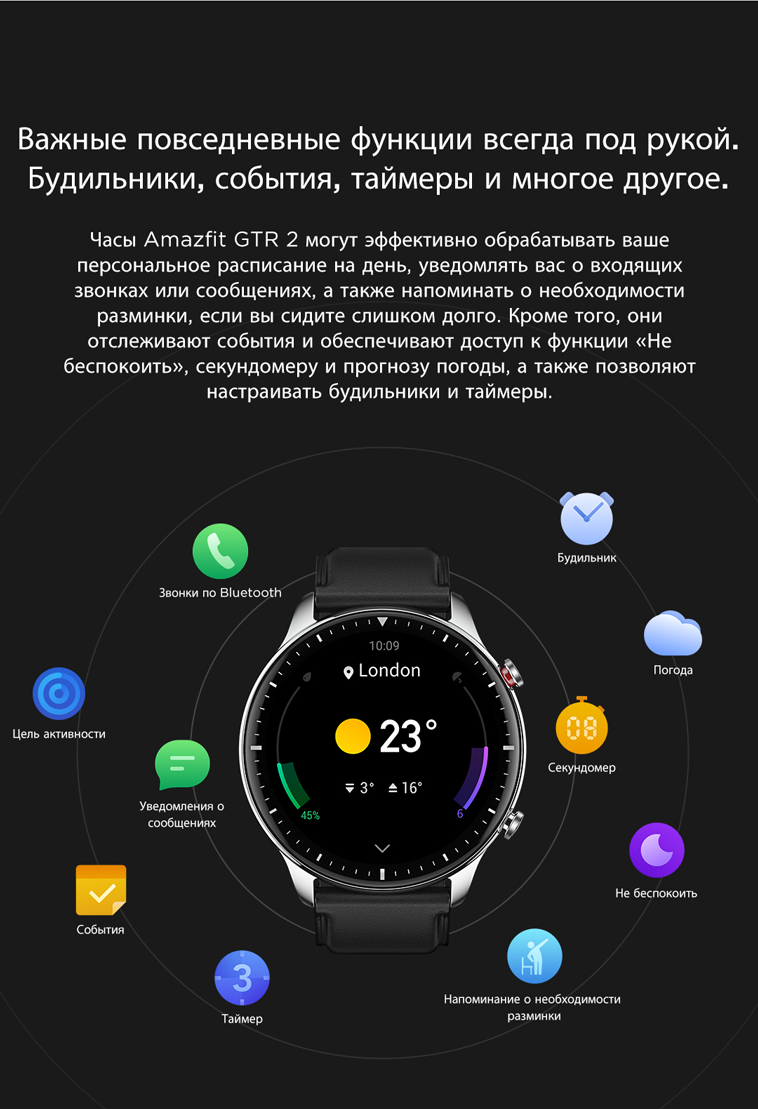 Важные повседневные функции всегда под рукой.
Будильники, события, таймеры и многое другое.
Часы Amazfit GTR 2 могут эффективно обрабатывать ваше
персональное расписание на день, уведомлять вас о входящих
звонках или сообщениях, а также напоминать о необходимости
разминки, если вы сидите слишком долго. Кроме того, они
отслеживают события и обеспечивают доступ к функции «Не
беспокоить», секундомеру и прогнозу погоды, а также позволяют
настраивать будильники и таймеры.
Будильник
Звонки по Bluetooth
10:09
London
Погода
Цель активности
23°
08
Секундомер
3° 16°
Уведомления о
сообщениях
45%
6
Не беспокоить
События
3
Таймер
Напоминание о необходимости
разминки